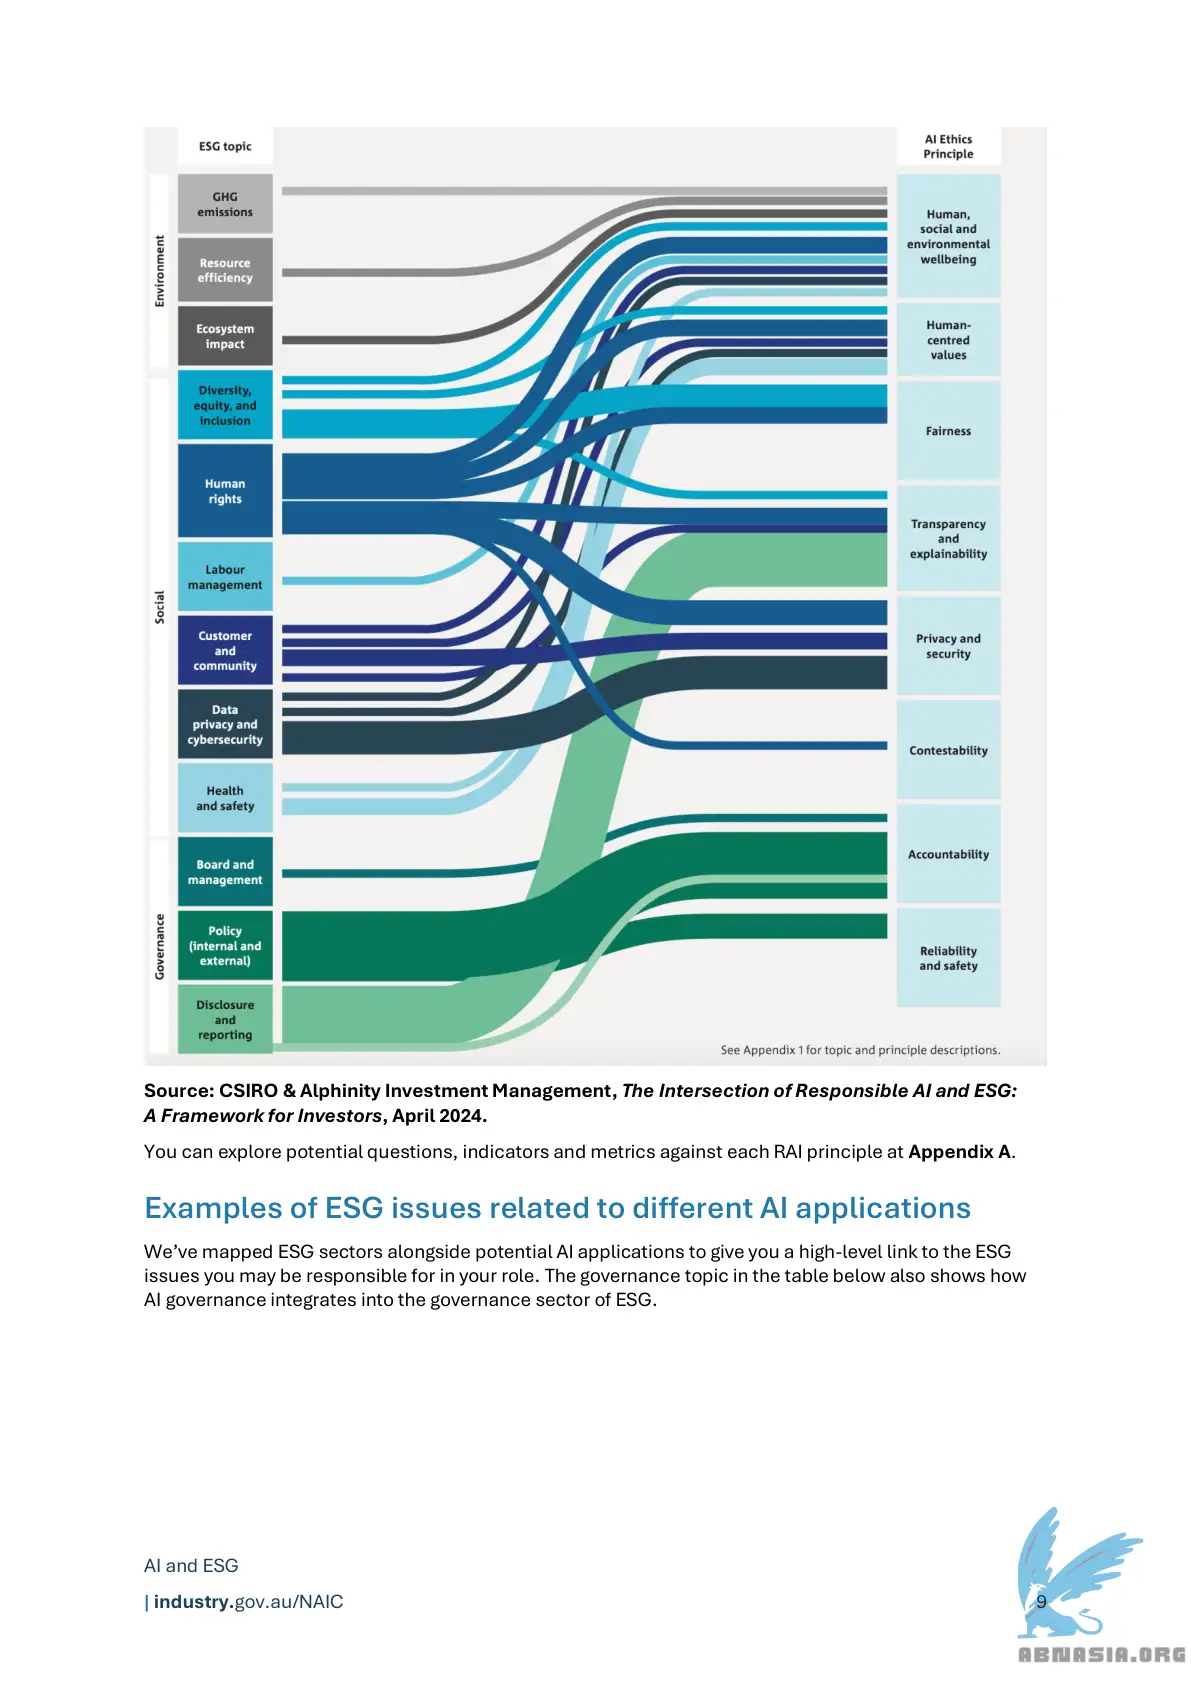 ESG topic
AI Ethics
Principle
Environment
GHG
emissions
Resource
efficiency
Ecosystem
impact
Social
Diversity,
equity, and
inclusion
Human
rights
Labour
management
Customer
and
community
Data
privacy and
cybersecurity
Health
and safety
Governance
Board and
management
Policy
(internal and
external)
Disclosure
and
reporting
Human,
social and
environmental
wellbeing
Human-
centred
values
Fairness
Transparency
and
explainability
Privacy and
security
Contestability
Accountability
Reliability
and safety
See Appendix 1 for topic and principle descriptions.
Source: CSIRO & Alphinity Investment Management, The Intersection of Responsible AI and ESG:
A Framework for Investors, April 2024.
You can explore potential questions, indicators and metrics against each RAI principle at Appendix A.
Examples of ESG issues related to different AI applications
We’ve mapped ESG sectors alongside potential AI applications to give you a high-level link to the ESG
issues you may be responsible for in your role. The governance topic in the table below also shows how
AI governance integrates into the governance sector of ESG.
AI and ESG
| industry.gov.au/NAIC
9
ABNASIA.ORG